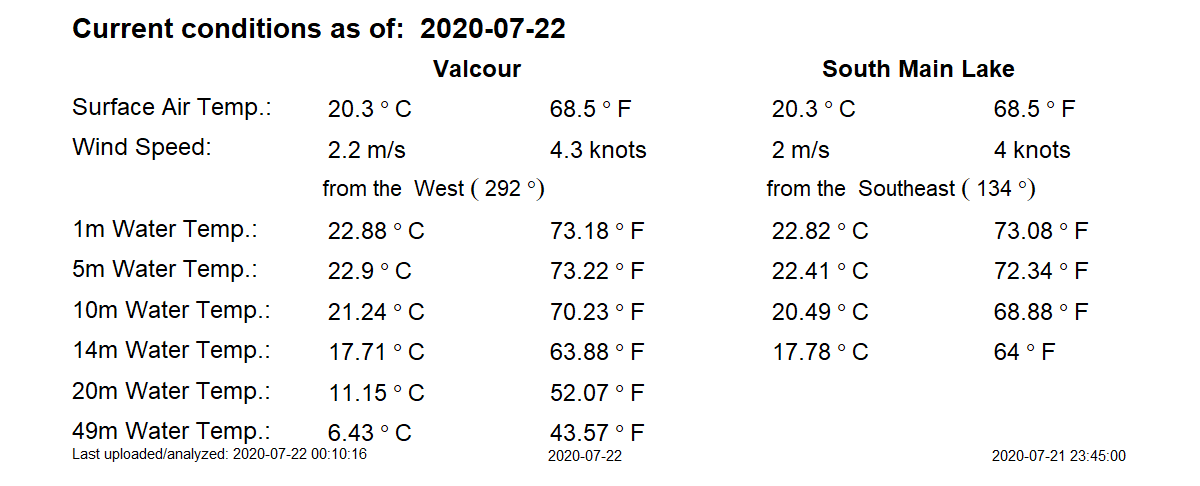 Current conditions as of: 2020-07-22
Valcour South Main Lake
Surface Air Temp.: 20.3 ° C 68.5 ° F 20.3 ° C 68.5 ° F
Wind Speed: 2.2 m/s 4.3 knots 2 m/s 4 knots
from the West ( 292 °) from the Southeast ( 134 °)
1m Water Temp.: 22.88 ° C 73.18 ° F 22.82 ° C 73.08 ° F
5m Water Temp.: 22.9 ° C 73.22 ° F 22.41 ° C 72.34 ° F
10m Water Temp.: 21.24 ° C 70.23 ° F 20.49 ° C 68.88 ° F
14m Water Temp.: 17.71 ° C 63.88 ° F 17.78 ° C 64 ° F
20m Water Temp.: 11.15 ° C 52.07 ° F
49m Water Temp.: 6.43 ° C 43.57 ° F
Last uploaded/analyzed: 2020-07-22 00:10:16 2020-07-22 2020-07-21 23:45:00